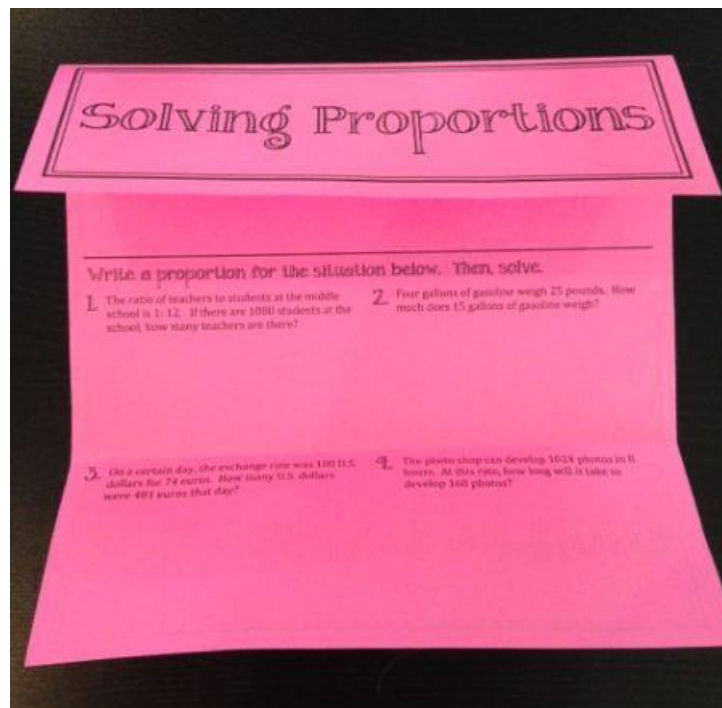 Solving Proportions
Write a proportion for the situation below. Then, solve.
1. The ratio of teachers to students at the middle
school is 1: 12. If there are 1080 students at the
school, how many teachers are there?
2. Four gallons of gasoline weigh 25 pounds. How
much does 15 gallons of gasoline weigh?
3. On a certain day, the exchange rate was 100 U.S.
dollars for 74 euros. How many U.S. dollars
were 481 euros that day?
4. The photo shop can develop 1024 photos in 8
hours. At this rate, how long will it take to
develop 168 photos?